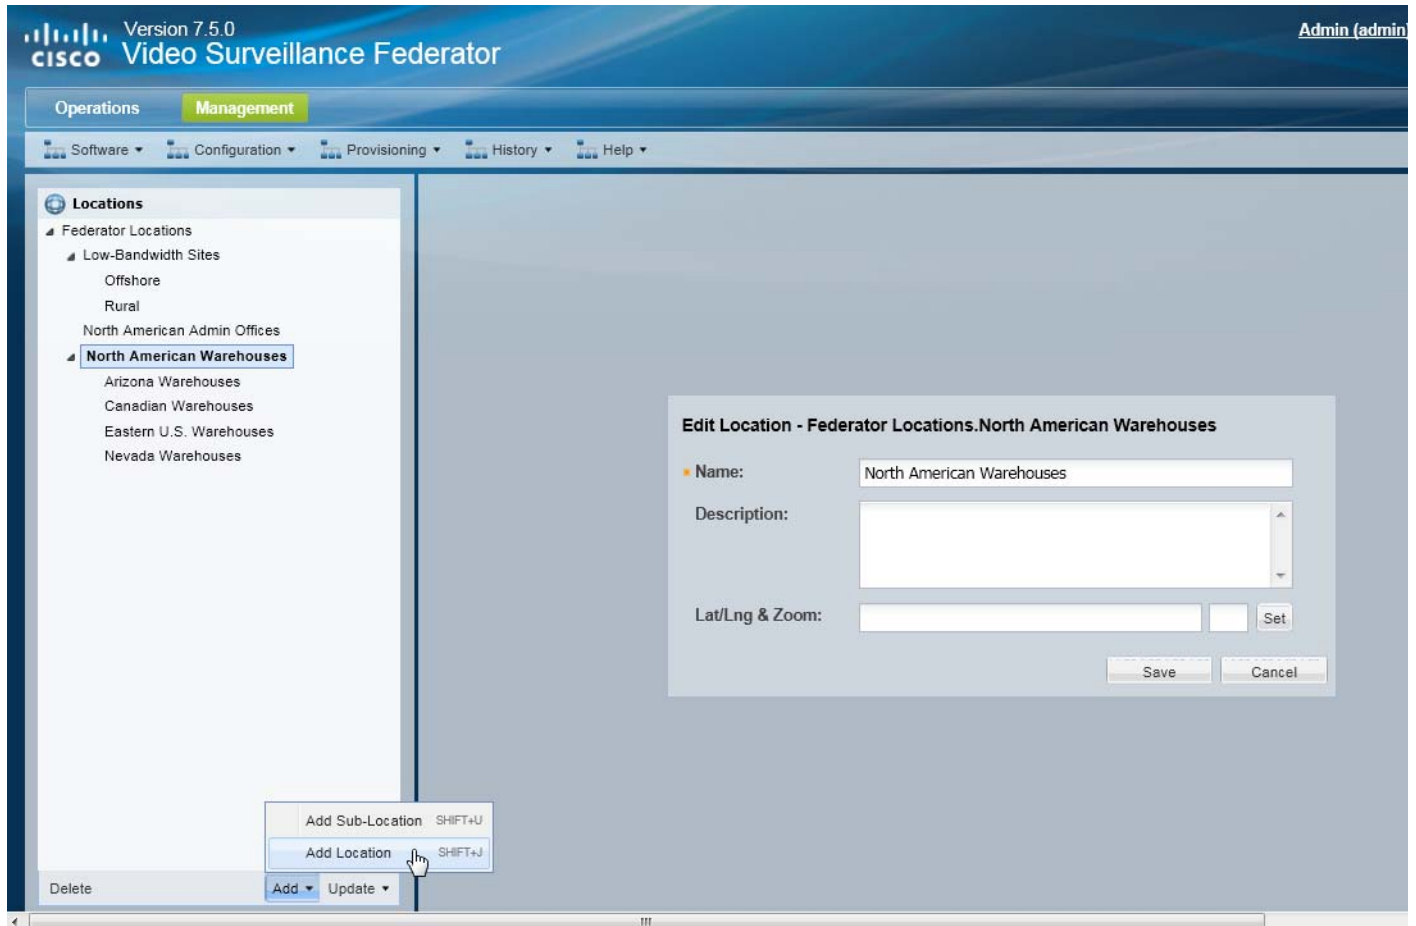 Version 7.5.0
CISCO Video Surveillance Federator
Admin (admin)
Operations Management
Software Configuration Provisioning History Help
Locations
Federator Locations
Low-Bandwidth Sites
Offshore
Rural
North American Admin Offices
North American Warehouses
Arizona Warehouses
Canadian Warehouses
Eastern U.S. Warehouses
Nevada Warehouses
Edit Location - Federator Locations.North American Warehouses
Name: North American Warehouses
Description:
Lat/Lng & Zoom: Set
Save Cancel
Add Sub-Location SHIFT+U
Add Location SHIFT+J
Delete Add Update